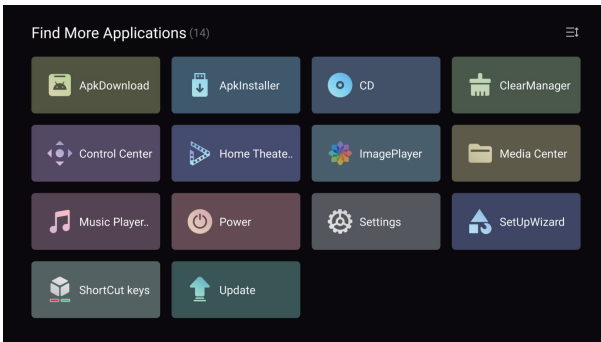 Find More Applications (14)
ApkDownload
ApkInstaller
CD
ClearManager
Control Center
Home Theate..
ImagePlayer
Media Center
Music Player..
Power
Settings
SetUpWizard
ShortCut keys
Update